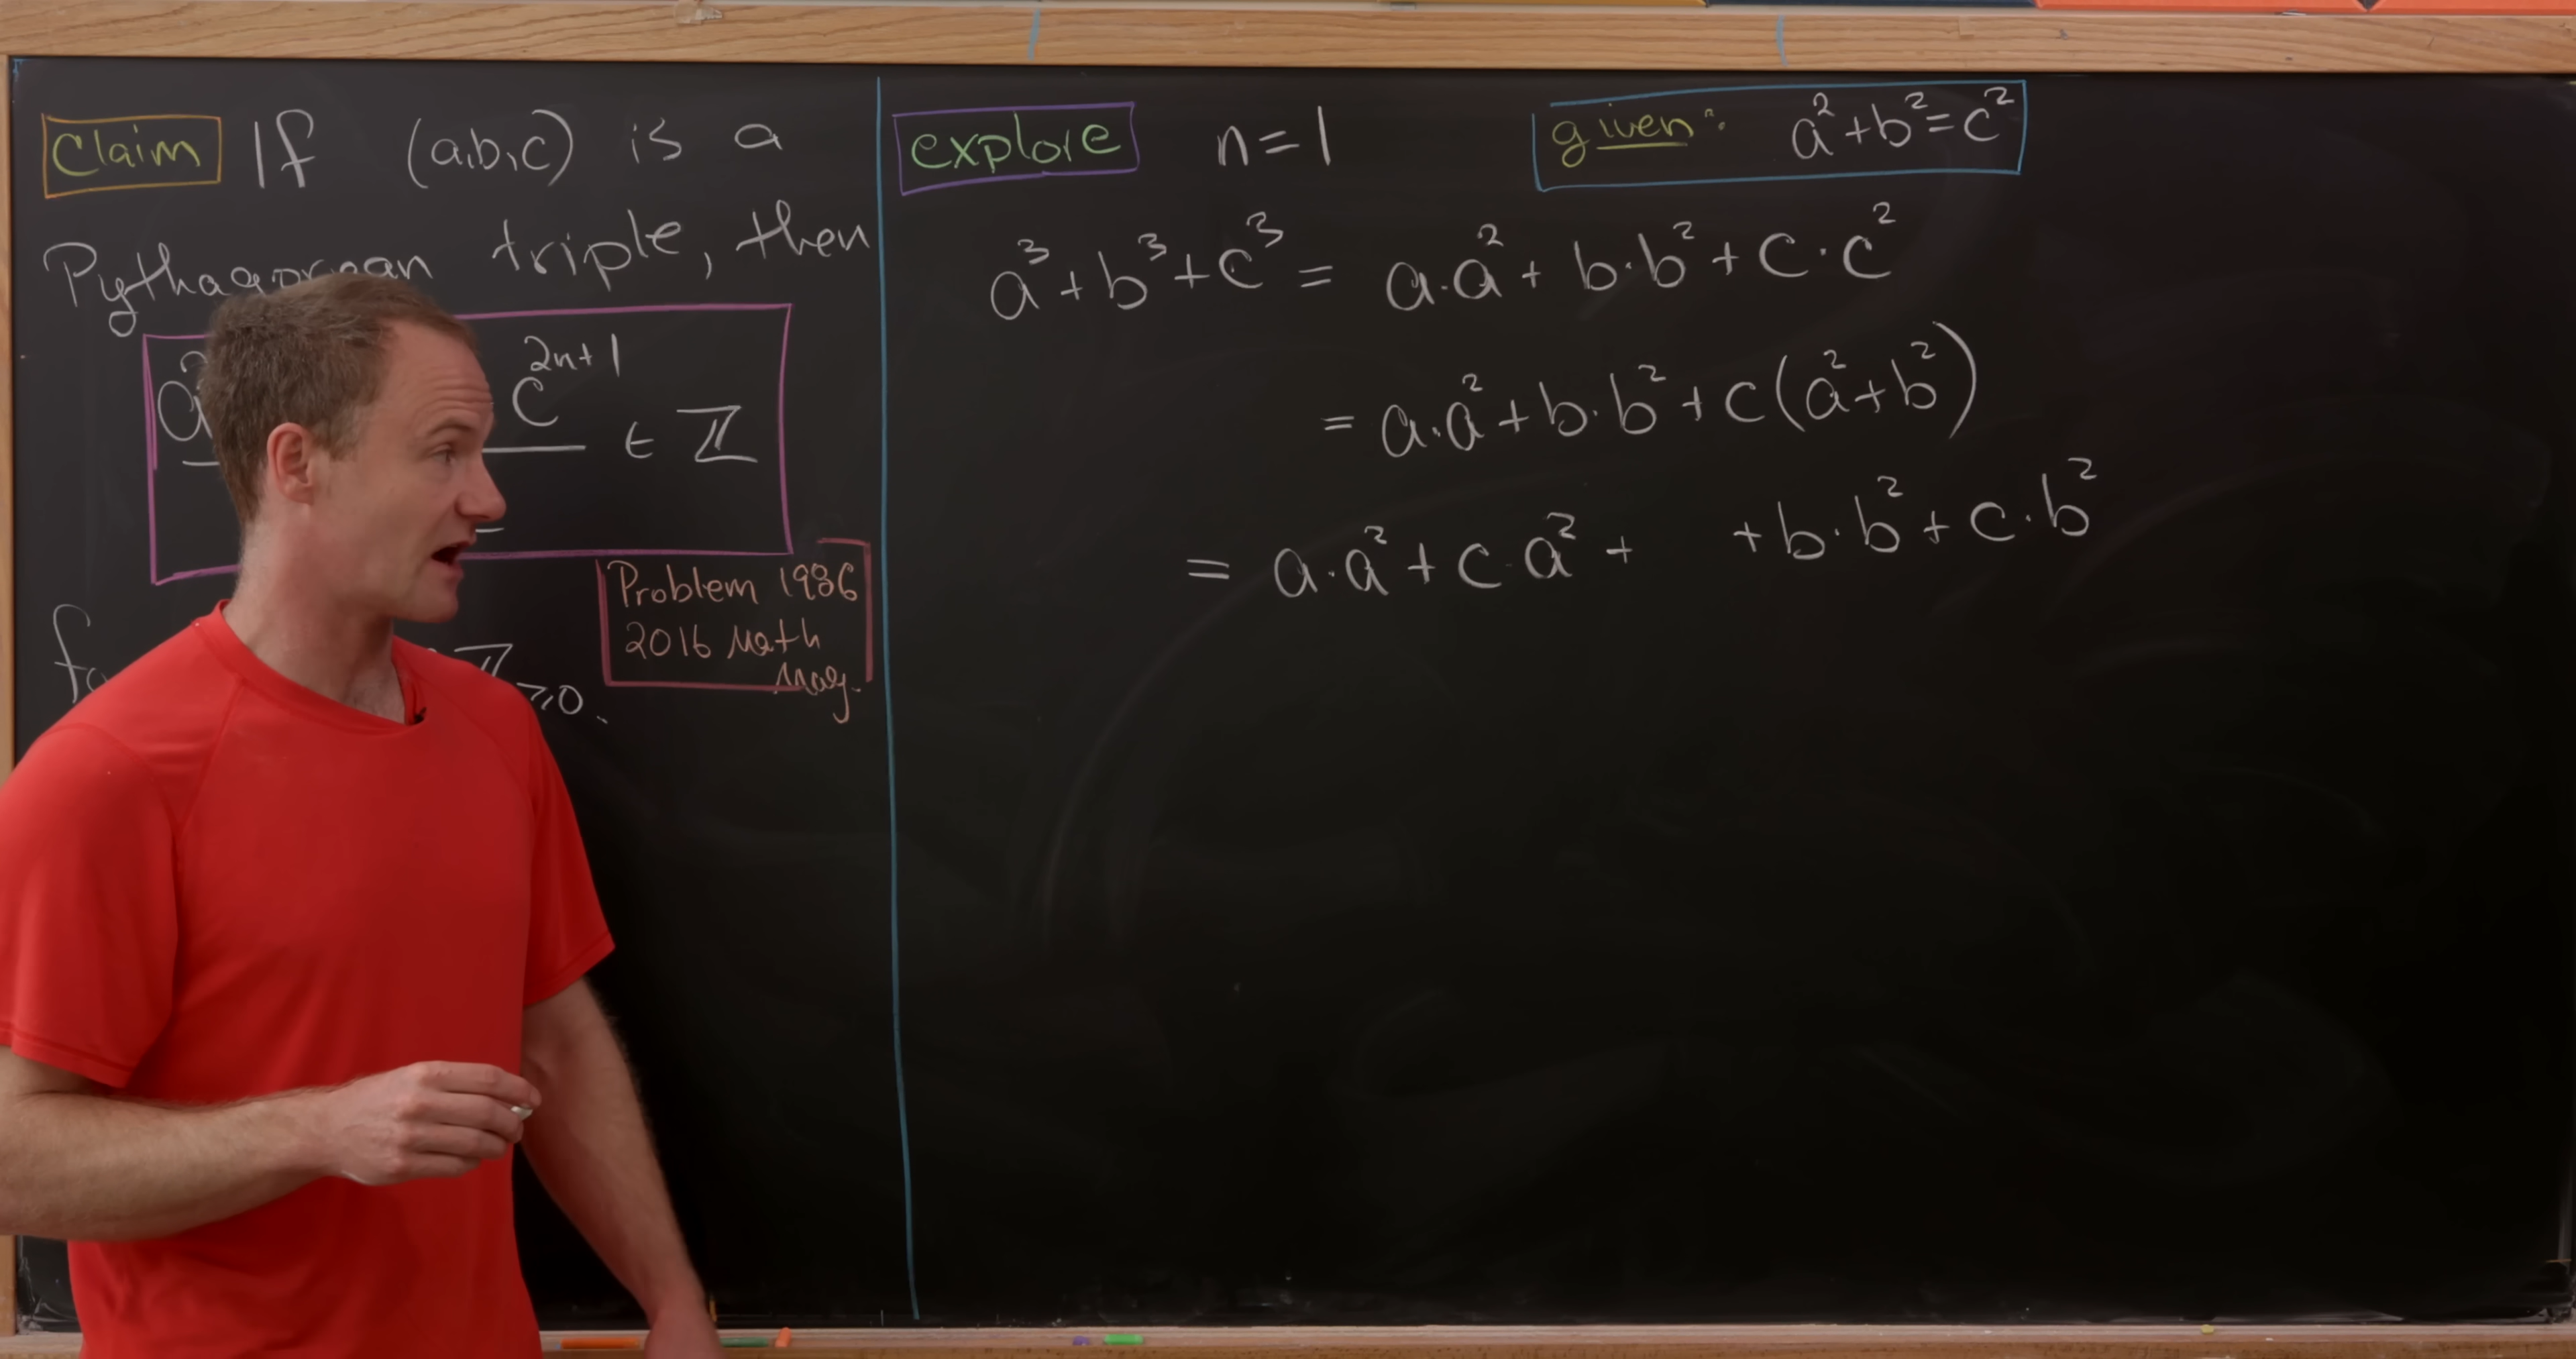 Claim If (a,b,c) is a
Pythagorean triple, then
a c^{2n+1} ∈ ℤ
ℤ ≥0.
Problem 1986
2016 Math
Mag.
explore n=1
given: a²+b²=c²
a³+b³+c³ = a·a²+ b·b²+ c·c²
= a·a²+b·b²+c(a²+b²)
= a·a²+c·a²+ +b·b²+c·b²